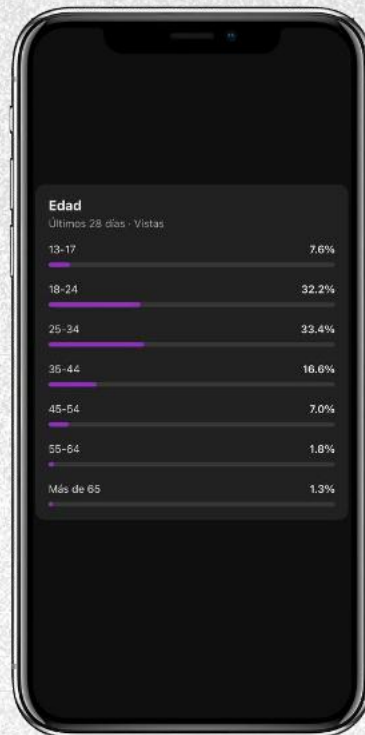 Edad
Últimos 28 días · Vistas
13-17 7.6%
18-24 32.2%
25-34 33.4%
35-44 16.6%
45-54 7.0%
55-64 1.8%
Más de 65 1.3%